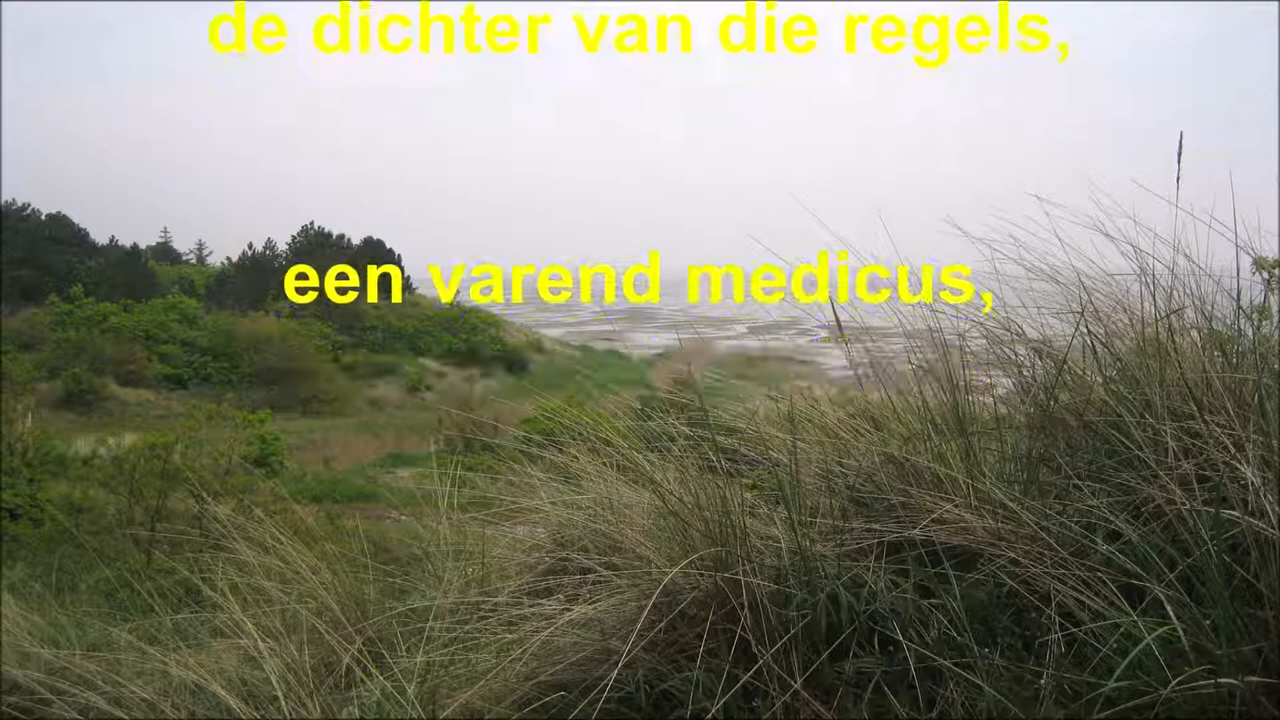 de dichter van die regels,
een varend medicus,